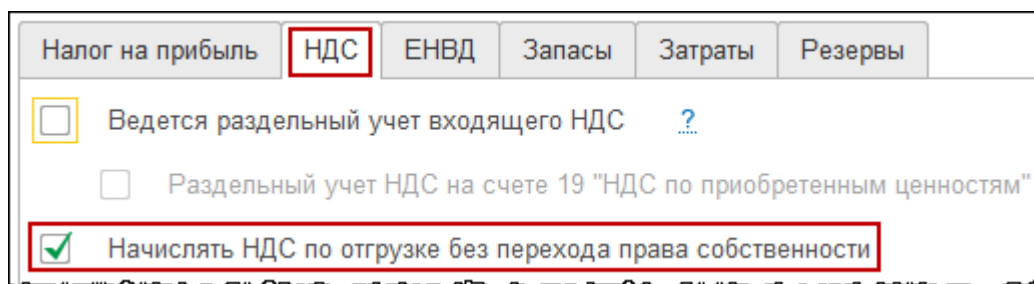 Налог на прибыль НДС ЕНВД Запасы Затраты Резервы
Ведется раздельный учет входящего НДС ?
Раздельный учет НДС на счете 19 "НДС по приобретенным ценностям"
Начислять НДС по отгрузке без перехода права собственности